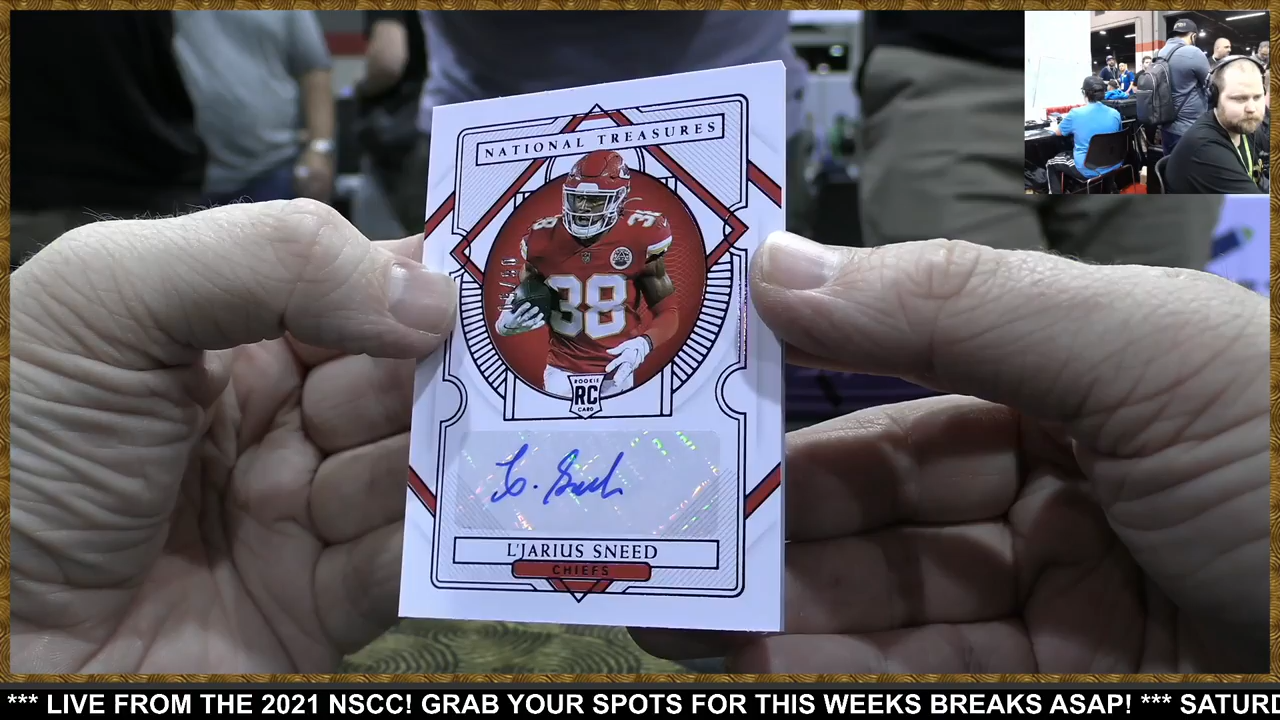 NATIONAL TREASURES
38
38
ROOKIE
RC
CARD
L'JARIUS SNEED
CHIEFS
*** LIVE FROM THE 2021 NSCC! GRAB YOUR SPOTS FOR THIS WEEKS BREAKS ASAP! *** SATURD